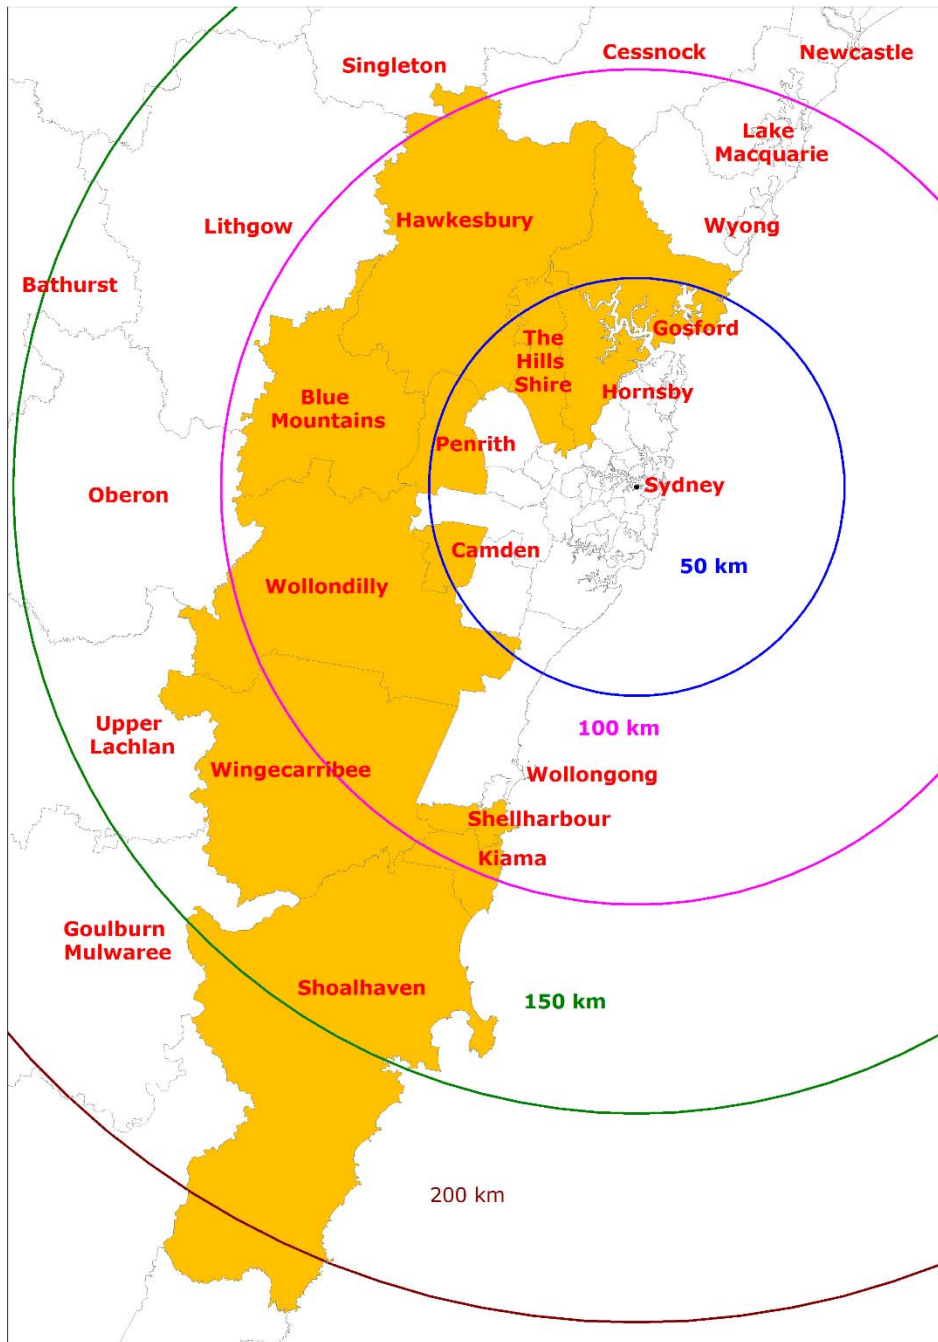 Cessnock
Newcastle
Singleton
Lake
Macquarie
Hawkesbury
Lithgow
Wyong
Bathurst
Gosford
The
Hills
Shire
Hornsby
Blue
Mountains
Penrith
Oberon
Sydney
Camden
50 km
Wollondilly
Upper
Lachlan
100 km
Wingecarribee
Wollongong
Shellharbour
Kiama
Goulburn
Mulwaree
Shoalhaven
150 km
200 km